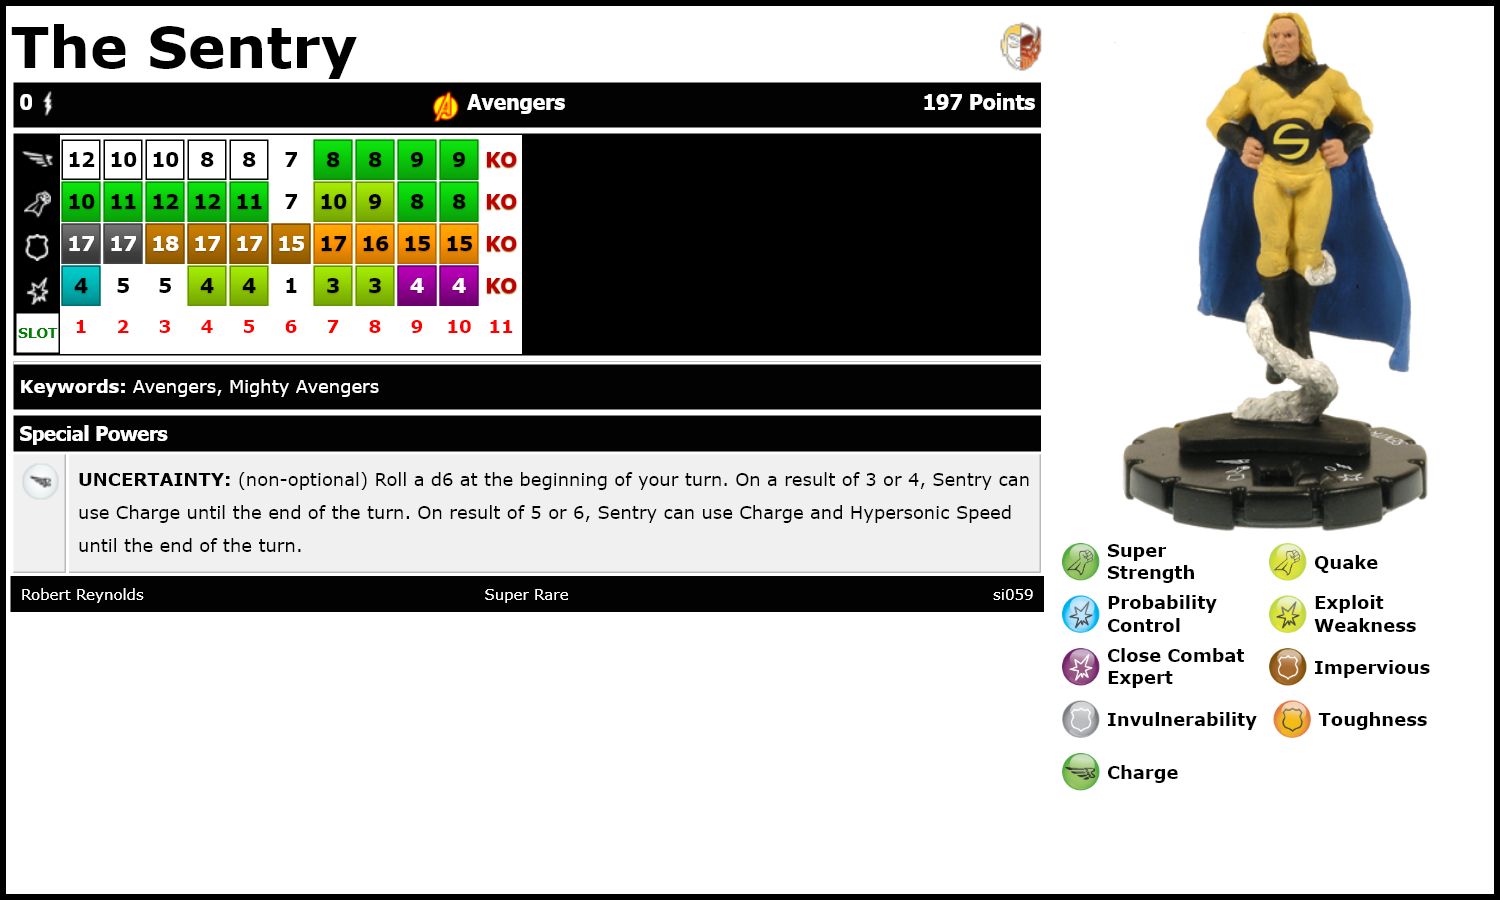 The Sentry
0 Avengers 197 Points
12 10 10 8 8 7 8 8 9 9 KO
10 11 12 12 11 7 10 9 8 8 KO
17 17 18 17 17 15 17 16 15 15 KO
4 5 5 4 4 1 3 3 4 4 KO
SLOT 1 2 3 4 5 6 7 8 9 10 11
Keywords: Avengers, Mighty Avengers
Special Powers
UNCERTAINTY: (non-optional) Roll a d6 at the beginning of your turn. On a result of 3 or 4, Sentry can
use Charge until the end of the turn. On result of 5 or 6, Sentry can use Charge and Hypersonic Speed
until the end of the turn.
Robert Reynolds Super Rare si059
S
SENTRY
Super
Strength
Quake
Probability
Control
Exploit
Weakness
Close Combat
Expert
Impervious
Invulnerability
Toughness
Charge